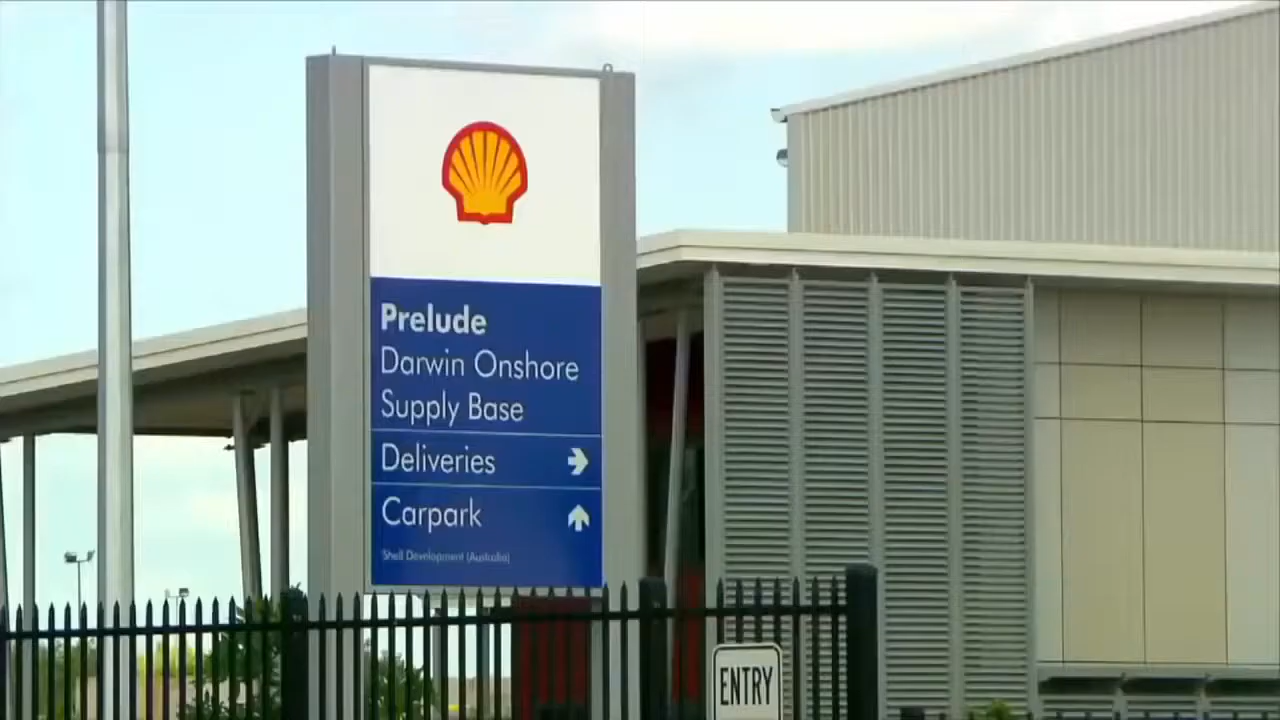 Prelude
Darwin Onshore
Supply Base
Deliveries
Carpark
Shell Development (Australia)
ENTRY